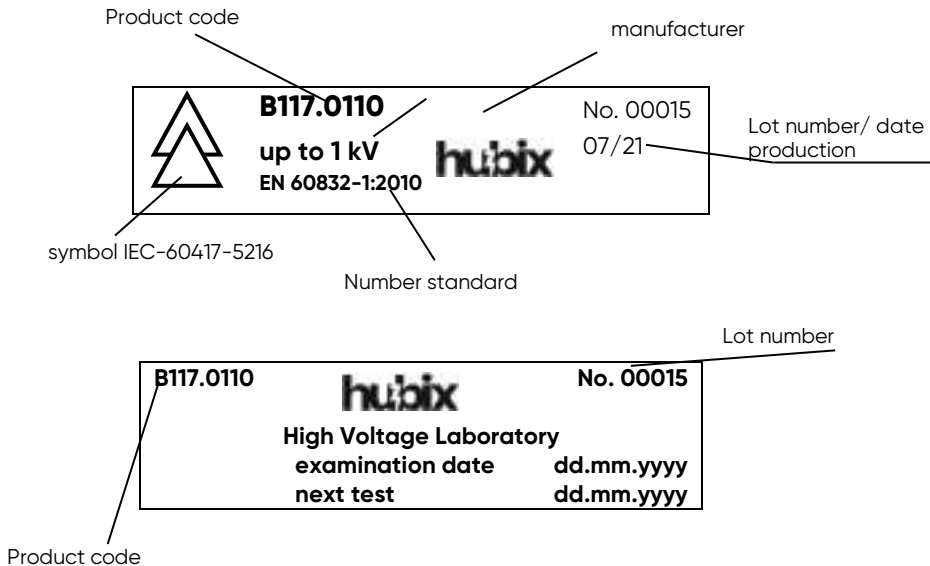 Product code
manufacturer
B117.0110
No. 00015
up to 1 kV
hubix
07/21
Lot number/ date
production
EN 60832-1:2010
symbol IEC-60417-5216
Number standard
Lot number
B117.0110
hubix
No. 00015
High Voltage Laboratory
examination date dd.mm.yyyy
next test dd.mm.yyyy
Product code